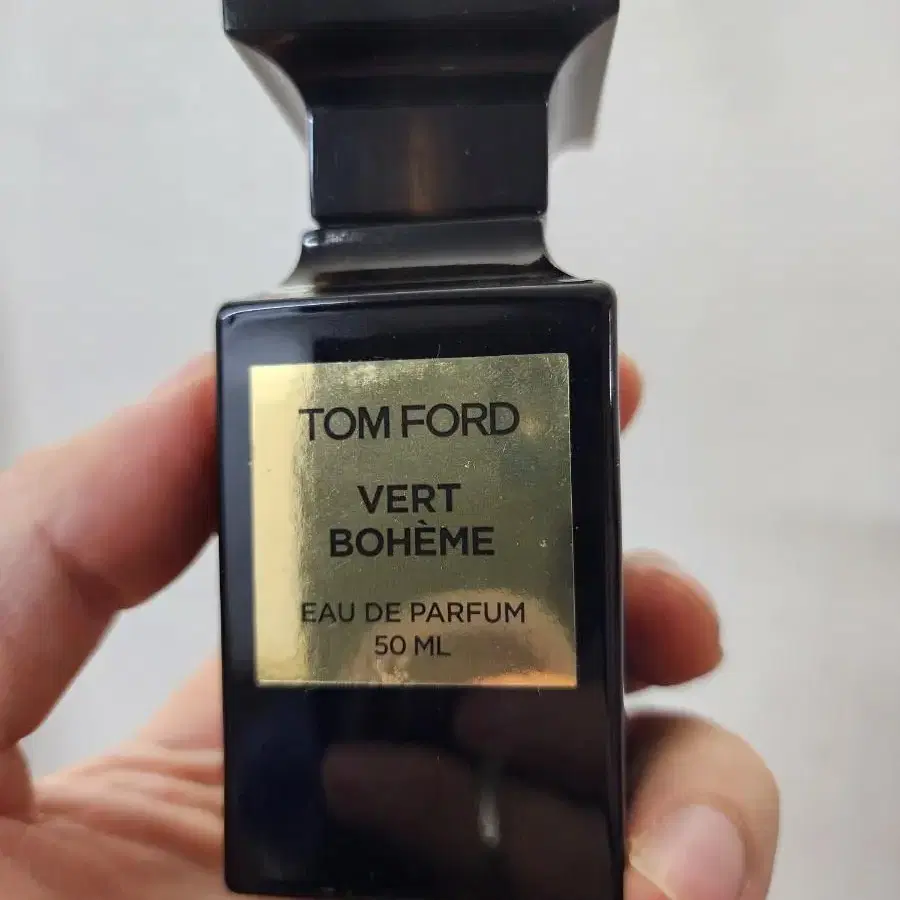 TOM FORD
VERT
BOHÈME
EAU DE PARFUM
50 ML